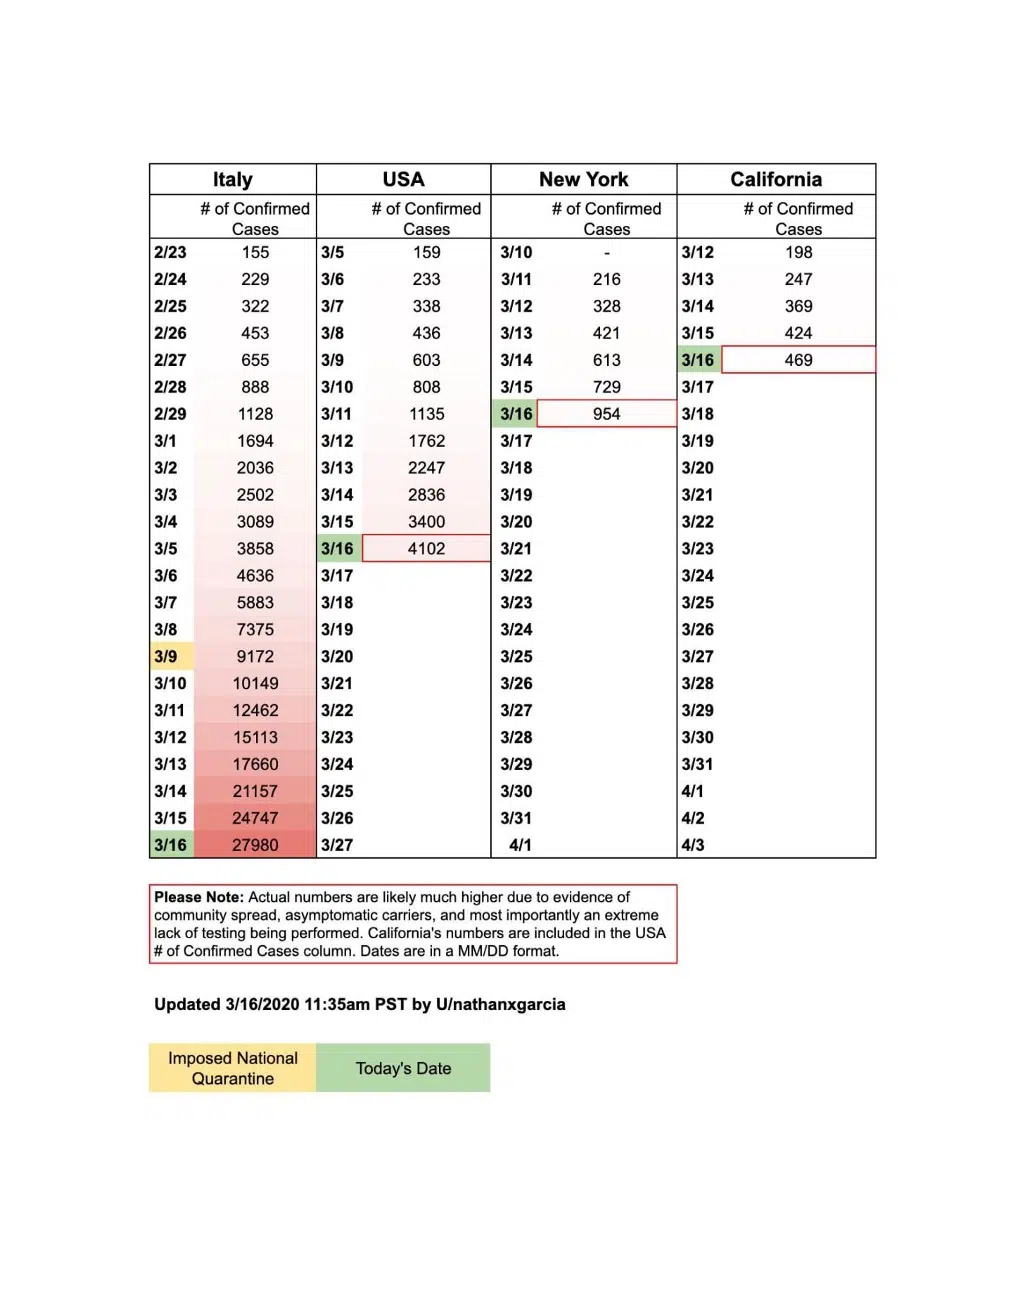 Italy USA New York California
# of Confirmed Cases # of Confirmed Cases # of Confirmed Cases # of Confirmed Cases
2/23 155 3/5 159 3/10 - 3/12 198
2/24 229 3/6 233 3/11 216 3/13 247
2/25 322 3/7 338 3/12 328 3/14 369
2/26 453 3/8 436 3/13 421 3/15 424
2/27 655 3/9 603 3/14 613 3/16 469
2/28 888 3/10 808 3/15 729 3/17
2/29 1128 3/11 1135 3/16 954 3/18
3/1 1694 3/12 1762 3/17 3/19
3/2 2036 3/13 2247 3/18 3/20
3/3 2502 3/14 2836 3/19 3/21
3/4 3089 3/15 3400 3/20 3/22
3/5 3858 3/16 4102 3/21 3/23
3/6 4636 3/17 3/22 3/24
3/7 5883 3/18 3/23 3/25
3/8 7375 3/19 3/24 3/26
3/9 9172 3/20 3/25 3/27
3/10 10149 3/21 3/26 3/28
3/11 12462 3/22 3/27 3/29
3/12 15113 3/23 3/28 3/30
3/13 17660 3/24 3/29 3/31
3/14 21157 3/25 3/30 4/1
3/15 24747 3/26 3/31 4/2
3/16 27980 3/27 4/1 4/3
Please Note: Actual numbers are likely much higher due to evidence of
community spread, asymptomatic carriers, and most importantly an extreme
lack of testing being performed. California's numbers are included in the USA
# of Confirmed Cases column. Dates are in a MM/DD format.
Updated 3/16/2020 11:35am PST by U/nathanxgarcia
Imposed National
Quarantine
Today's Date